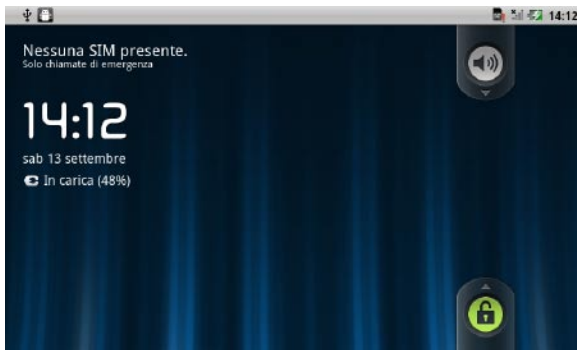 14:12
Nessuna SIM presente.
Solo chiamate di emergenza
14:12
sab 13 settembre
In carica (48%)